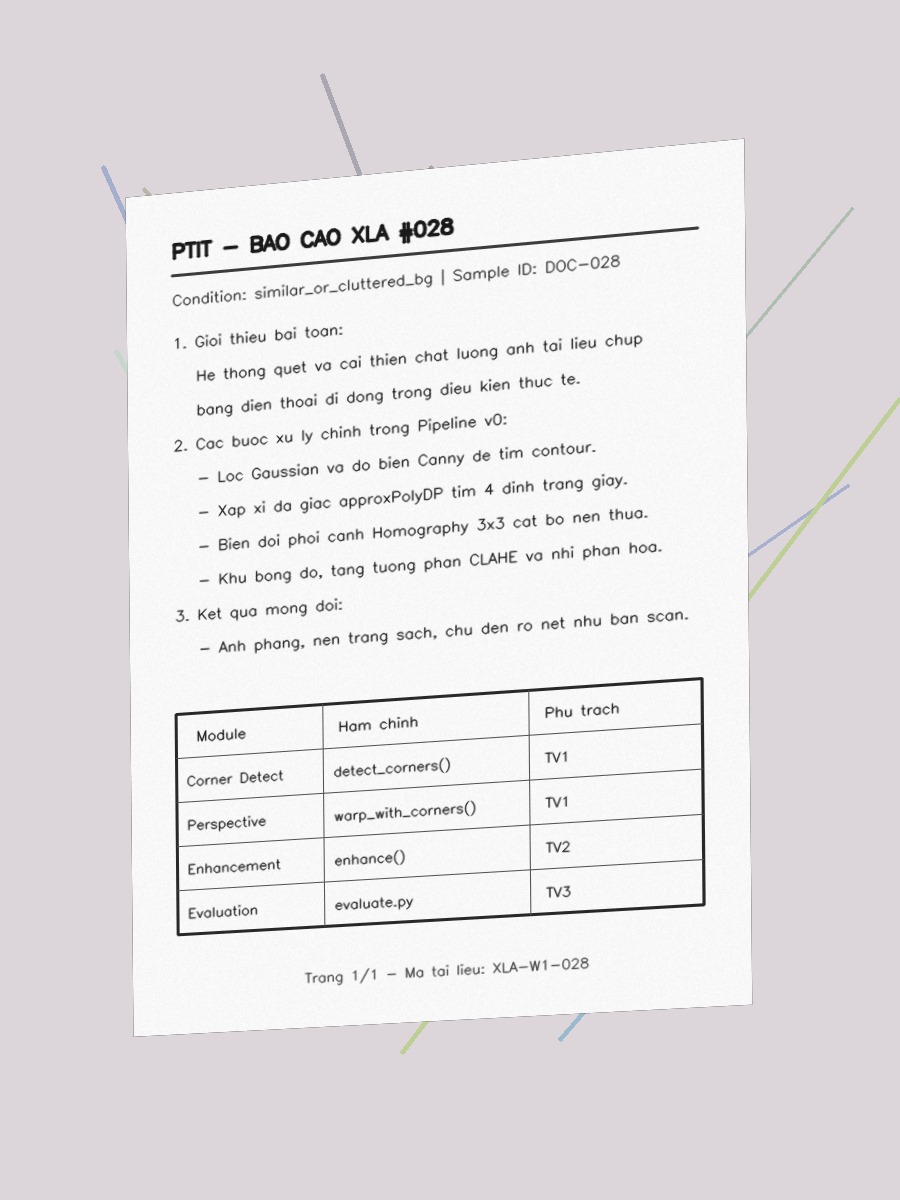 PTIT - BAO CAO XLA #028
Condition: similar_or_cluttered_bg | Sample ID: DOC-028
1. Gioi thieu bai toan:
He thong quet va cai thien chat luong anh tai lieu chup
bang dien thoai di dong trong dieu kien thuc te.
2. Cac buoc xu ly chinh trong Pipeline v0:
- Loc Gaussian va do bien Canny de tim contour.
- Xap xi da giac approxPolyDP tim 4 dinh trang giay.
- Bien doi phoi canh Homography 3x3 cat bo nen thua.
- Khu bong do, tang tuong phan CLAHE va nhi phan hoa.
3. Ket qua mong doi:
- Anh phang, nen trang sach, chu den ro net nhu ban scan.
Module Ham chinh Phu trach
Corner Detect detect_corners() TV1
Perspective warp_with_corners() TV1
Enhancement enhance() TV2
Evaluation evaluate.py TV3
Trang 1/1 - Ma tai lieu: XLA-W1-028